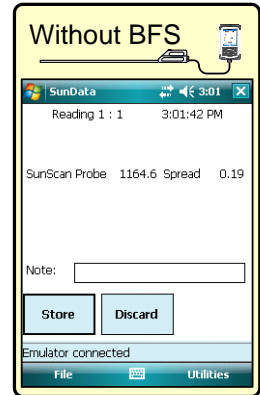 Without BFS
SunData 3:01
Reading 1 : 1 3:01:42 PM
SunScan Probe 1164.6 Spread 0.19
Note:
Store Discard
Emulator connected
File Utilities